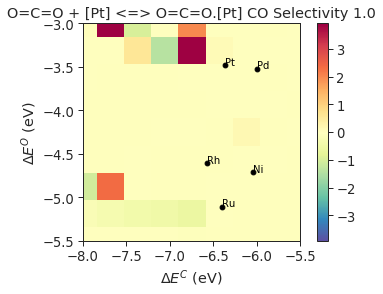 O=C=O + [Pt] <=> O=C=O.[Pt] CO Selectivity 1.0
−3.0
−3.5
−4.0
−4.5
−5.0
−5.5
ΔE^O (eV)
Pt
Pd
Rh
Ni
Ru
−8.0 −7.5 −7.0 −6.5 −6.0 −5.5
ΔE^C (eV)
3
2
1
0
−1
−2
−3